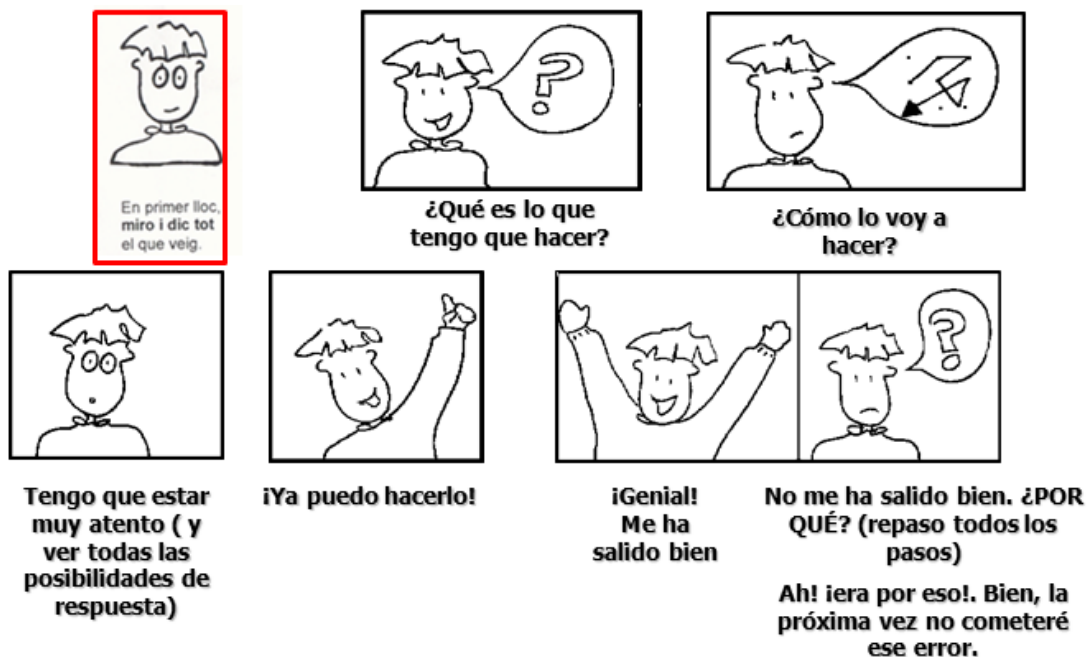 En primer lloc,
miro i dic tot
el que veig.
?
¿Qué es lo que
tengo que hacer?
¿Cómo lo voy a
hacer?
Tengo que estar
muy atento ( y
ver todas las
posibilidades de
respuesta)
¡Ya puedo hacerlo!
¡Genial!
Me ha
salido bien
?
No me ha salido bien. ¿POR
QUÉ? (repaso todos los
pasos)
Ah! ¡era por eso!. Bien, la
próxima vez no cometeré
ese error.